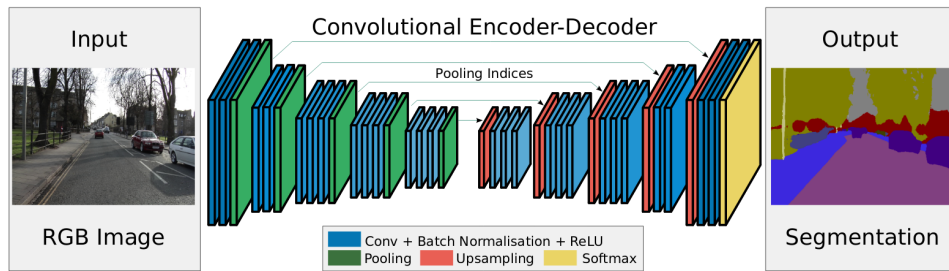 Input
Convolutional Encoder-Decoder
Output
Pooling Indices
RGB Image
Segmentation
Conv + Batch Normalisation + ReLU
Pooling Upsampling Softmax